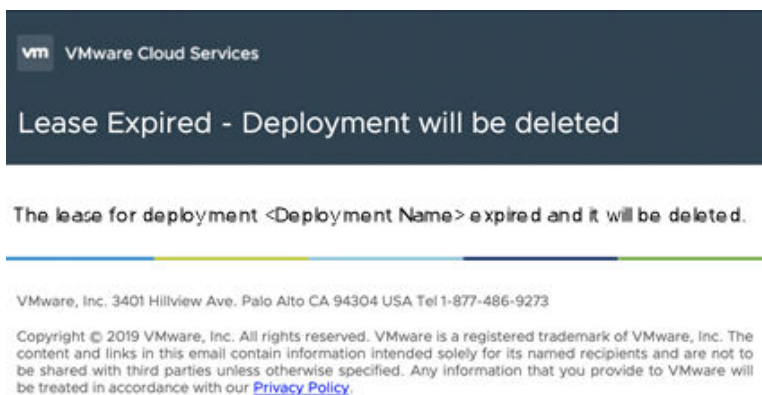 vm VMware Cloud Services
Lease Expired - Deployment will be deleted
The lease for deployment <Deployment Name> expired and it will be deleted.
VMware, Inc. 3401 Hillview Ave. Palo Alto CA 94304 USA Tel 1-877-486-9273
Copyright © 2019 VMware, Inc. All rights reserved. VMware is a registered trademark of VMware, Inc. The
content and links in this email contain information intended solely for its named recipients and are not to
be shared with third parties unless otherwise specified. Any information that you provide to VMware will
be treated in accordance with our Privacy Policy.